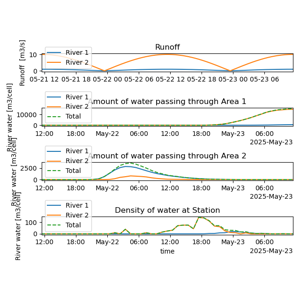 Runoff
Runoff [m3/s]
10
0
River 1
River 2
05-21 12 05-21 18 05-22 00 05-22 06 05-22 12 05-22 18 05-23 00 05-23 06
Amount of water passing through Area 1
River water [m3/cell]
10000
0
River 1
River 2
Total
12:00 18:00 May-22 06:00 12:00 18:00 May-23 06:00
2025-May-23
Amount of water passing through Area 2
River water [m3/cell]
2500
0
River 1
River 2
Total
12:00 18:00 May-22 06:00 12:00 18:00 May-23 06:00
2025-May-23
Density of water at Station
River water [m3/cell]
100
0
River 1
River 2
Total
12:00 18:00 May-22 06:00 12:00 18:00 May-23 06:00
2025-May-23
time